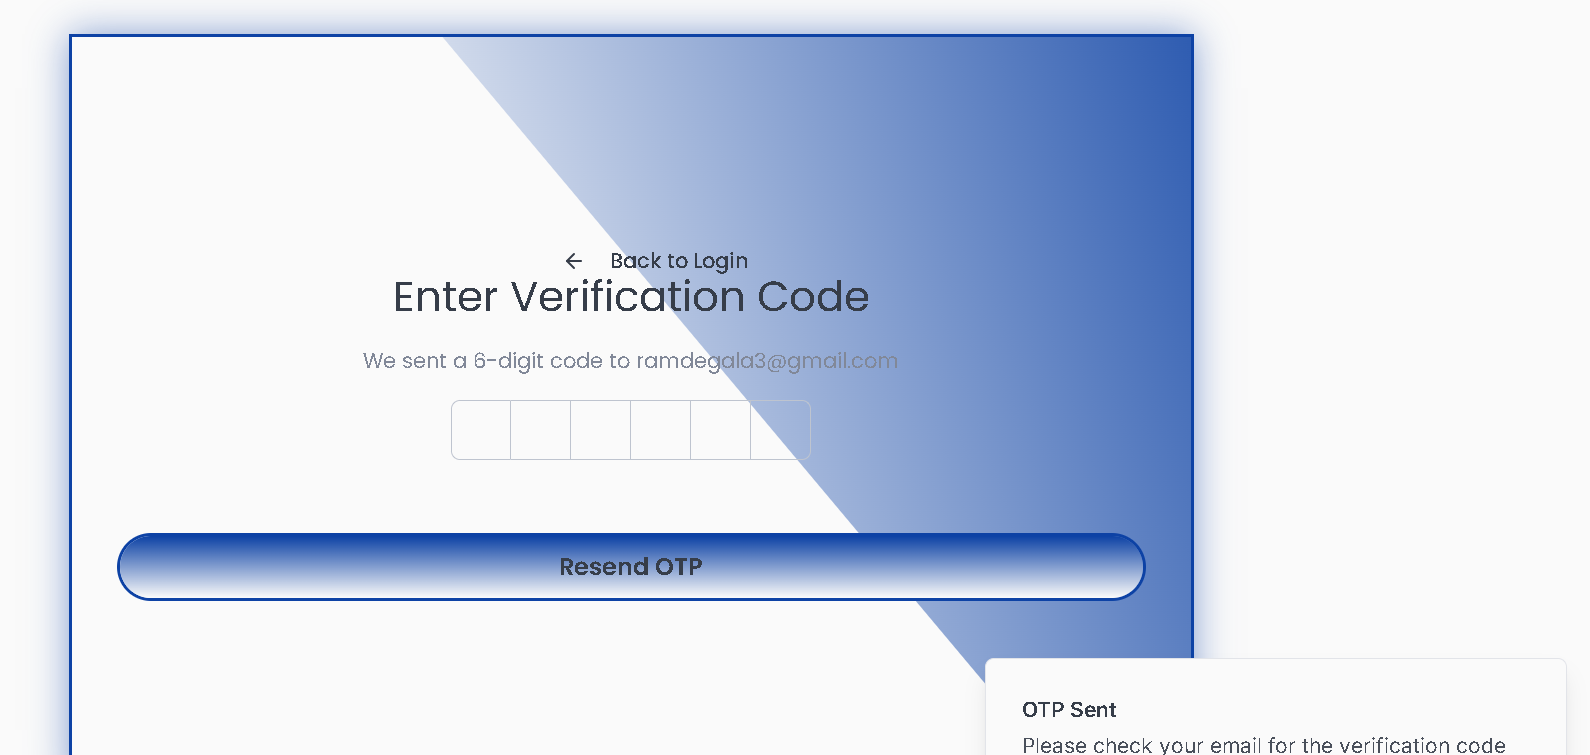 Back to Login
Enter Verification Code
We sent a 6-digit code to ramdegala3@gmail.com
Resend OTP
OTP Sent
Please check your email for the verification code